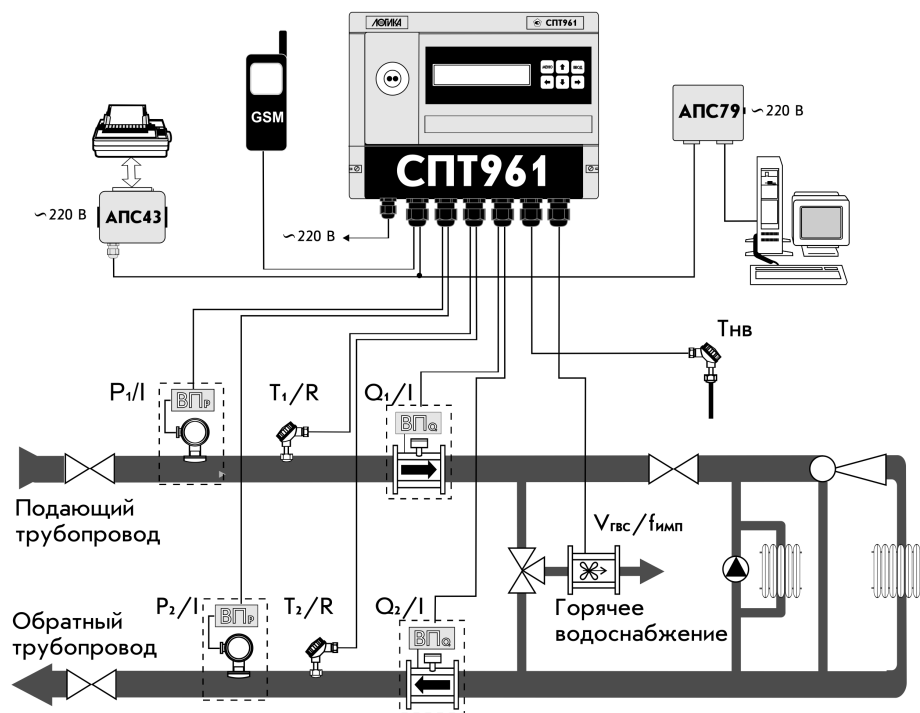 ЛОГИКА
СПТ961
МЕНЮ
ВВОД
GSM
АПС79
~220 В
СПТ961
~220 В
АПС43
~220 В
Tнв
P₁/I
T₁/R
Q₁/I
ВПР
ВПQ
Подающий
трубопровод
Vгвс/fимп
P₂/I
T₂/R
Q₂/I
Горячее
водоснабжение
ВПР
ВПQ
Обратный
трубопровод